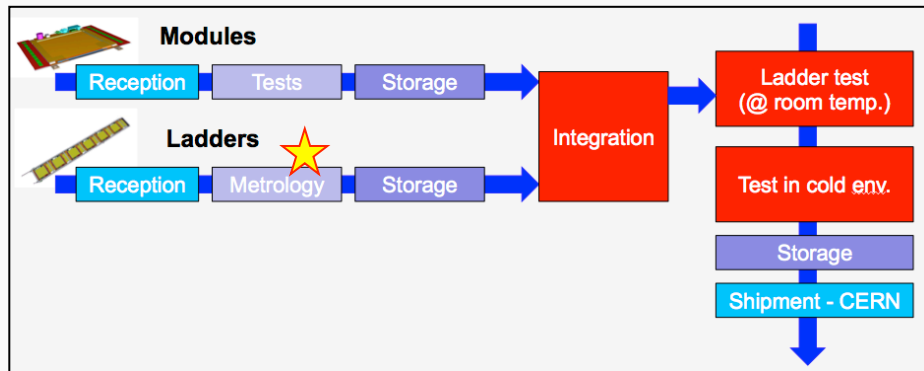 Modules
Reception
Tests
Storage
Ladders
Reception
Metrology
Storage
Integration
Ladder test
(@ room temp.)
Test in cold env.
Storage
Shipment - CERN